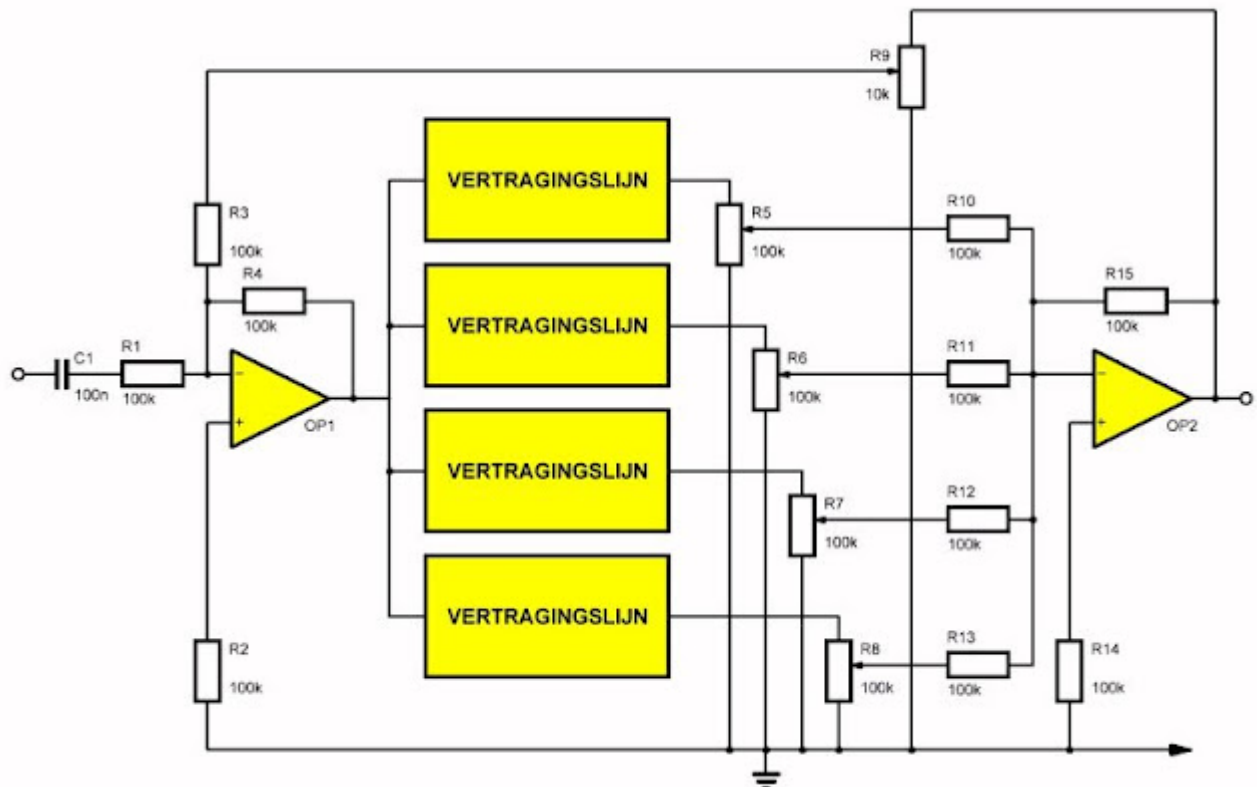 R9
10k
VERTRAGINGSLIJN
R3
100k
R5
100k
R10
100k
R4
100k
R15
100k
VERTRAGINGSLIJN
C1
100n
R1
100k
−
+
OP1
R6
100k
R11
100k
−
+
OP2
VERTRAGINGSLIJN
R7
100k
R12
100k
VERTRAGINGSLIJN
R2
100k
R8
100k
R13
100k
R14
100k